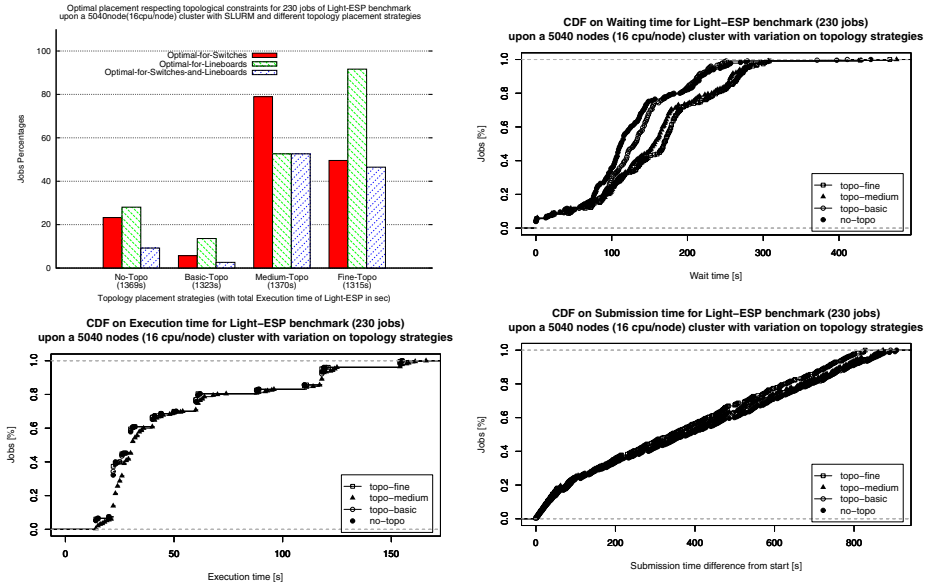 Optimal placement respecting topological constraints for 230 jobs of Light-ESP benchmark
upon a 5040node(16cpu/node) cluster with SLURM and different topology placement strategies
Optimal-for-Switches
Optimal-for-Lineboards
Optimal-for-Switches-and-Lineboards
Jobs Percentages
100
80
60
40
20
0
No-Topo Basic-Topo Medium-Topo Fine-Topo
(1369s) (1323s) (1370s) (1315s)
Topology placement strategies (with total Execution time of Light-ESP in sec)
CDF on Waiting time for Light−ESP benchmark (230 jobs)
upon a 5040 nodes (16 cpu/node) cluster with variation on topology strategies
Jobs [%]
1.0
0.8
0.6
0.4
0.2
0.0
topo−fine
topo−medium
topo−basic
no−topo
0 100 200 300 400
Wait time [s]
CDF on Execution time for Light−ESP benchmark (230 jobs)
upon a 5040 nodes (16 cpu/node) cluster with variation on topology strategies
Jobs [%]
1.0
0.8
0.6
0.4
0.2
0.0
topo−fine
topo−medium
topo−basic
no−topo
0 50 100 150
Execution time [s]
CDF on Submission time for Light−ESP benchmark (230 jobs)
upon a 5040 nodes (16 cpu/node) cluster with variation on topology strategies
Jobs [%]
1.0
0.8
0.6
0.4
0.2
0.0
topo−fine
topo−medium
topo−basic
no−topo
0 200 400 600 800
Submission time difference from start [s]